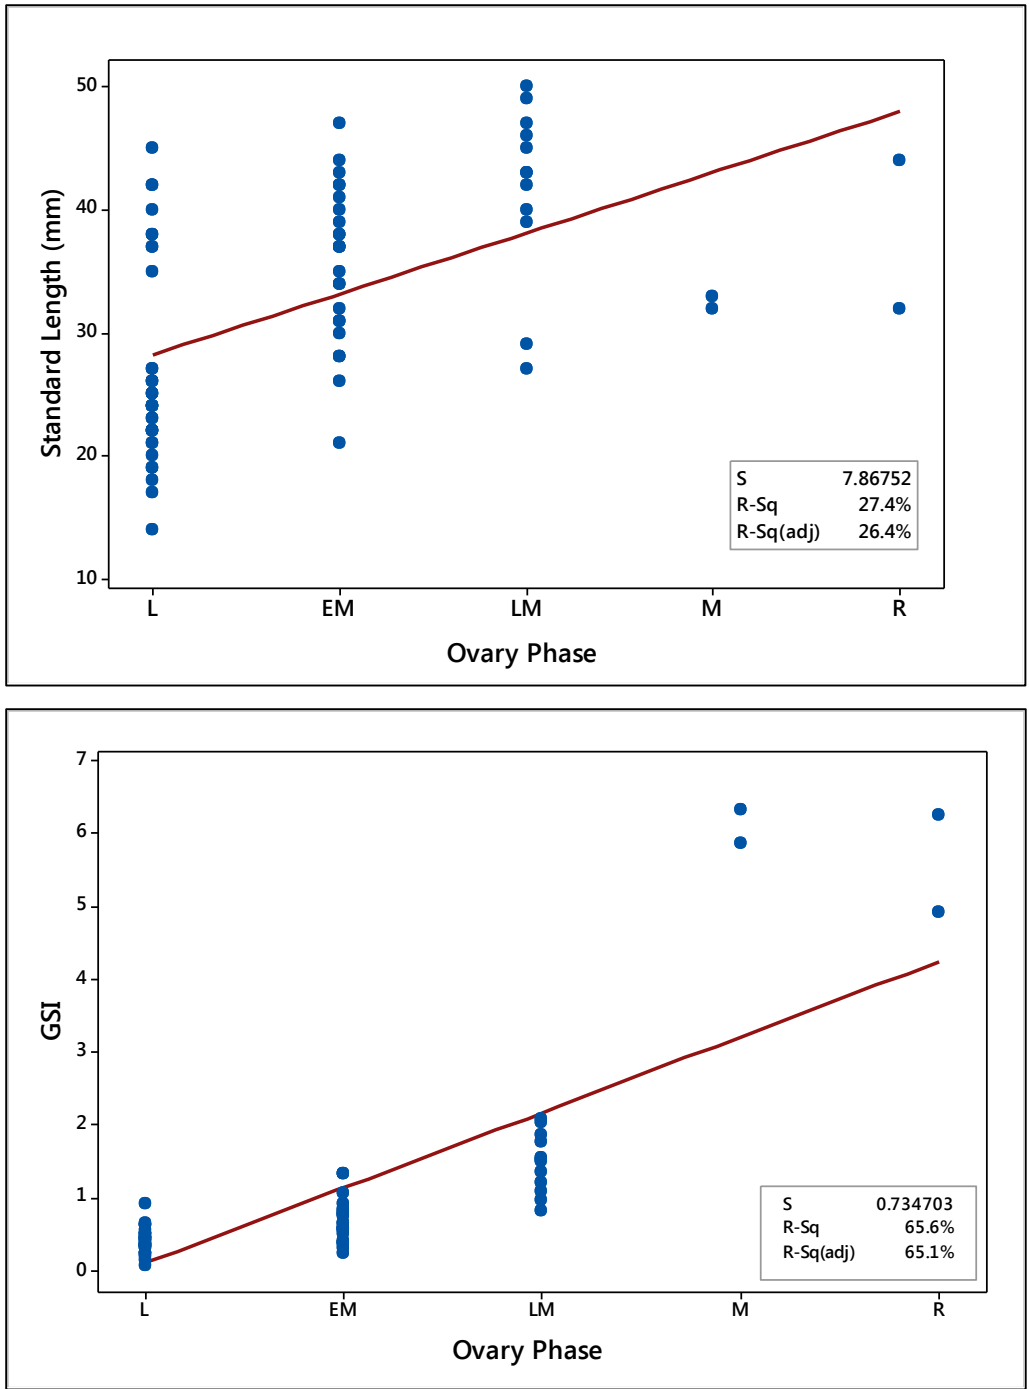 50
40
30
20
10
Standard Length (mm)
S 7.86752
R-Sq 27.4%
R-Sq(adj) 26.4%
L EM LM M R
Ovary Phase
7
6
5
4
3
2
1
0
GSI
S 0.734703
R-Sq 65.6%
R-Sq(adj) 65.1%
L EM LM M R
Ovary Phase